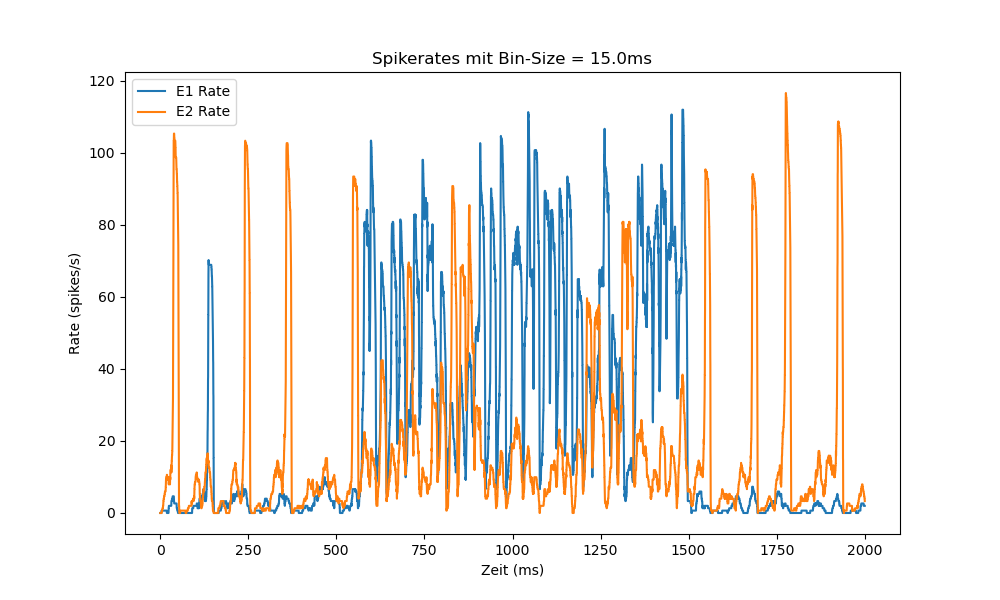 Spikerates mit Bin-Size = 15.0ms
E1 Rate
E2 Rate
Rate (spikes/s)
120
100
80
60
40
20
0
0 250 500 750 1000 1250 1500 1750 2000
Zeit (ms)